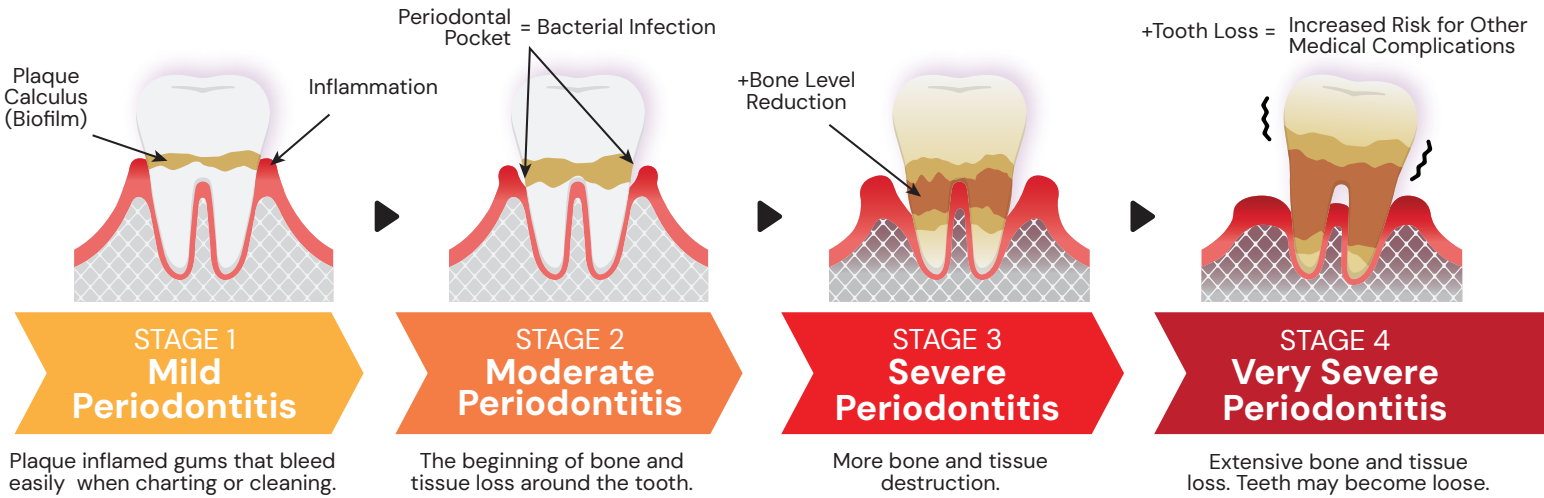 Plaque
Calculus
(Biofilm)
Inflammation
STAGE 1
Mild
Periodontitis
Plaque inflamed gums that bleed
easily when charting or cleaning.
Periodontal
Pocket
= Bacterial Infection
STAGE 2
Moderate
Periodontitis
The beginning of bone and
tissue loss around the tooth.
+Bone Level
Reduction
STAGE 3
Severe
Periodontitis
More bone and tissue
destruction.
+Tooth Loss =
Increased Risk for Other
Medical Complications
STAGE 4
Very Severe
Periodontitis
Extensive bone and tissue
loss. Teeth may become loose.